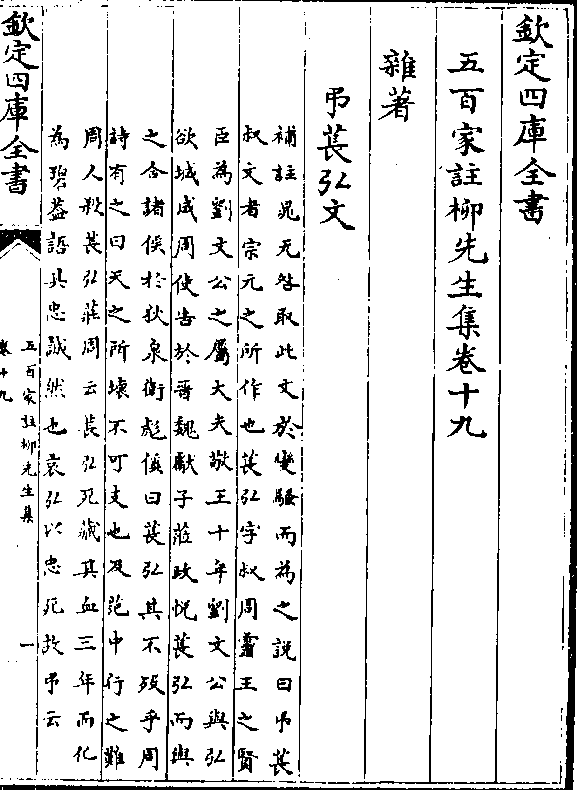 欽定四庫全書
五百家註柳先生集卷十九
雜著
弔萇弘文
補註晁无咎取此文於變騷而為之說曰弔萇
叔文者宗元之所作也萇弘字叔周靈王之賢
臣為劉文公之屬大夫敬王十年劉文公與弘
欲城成周使告於晉魏獻子蒞政悅萇弘而與
之合諸侯於狄泉衛彪傒曰萇弘其不歿乎周
詩有之曰天之所壞不可支也及范中行之難
周人殺萇弘莊周云萇弘死藏其血三年而化
為碧蓋語其忠誠然也哀弘以忠死故弔云
欽定四庫全書
卷十九
五百家註柳先生集
一